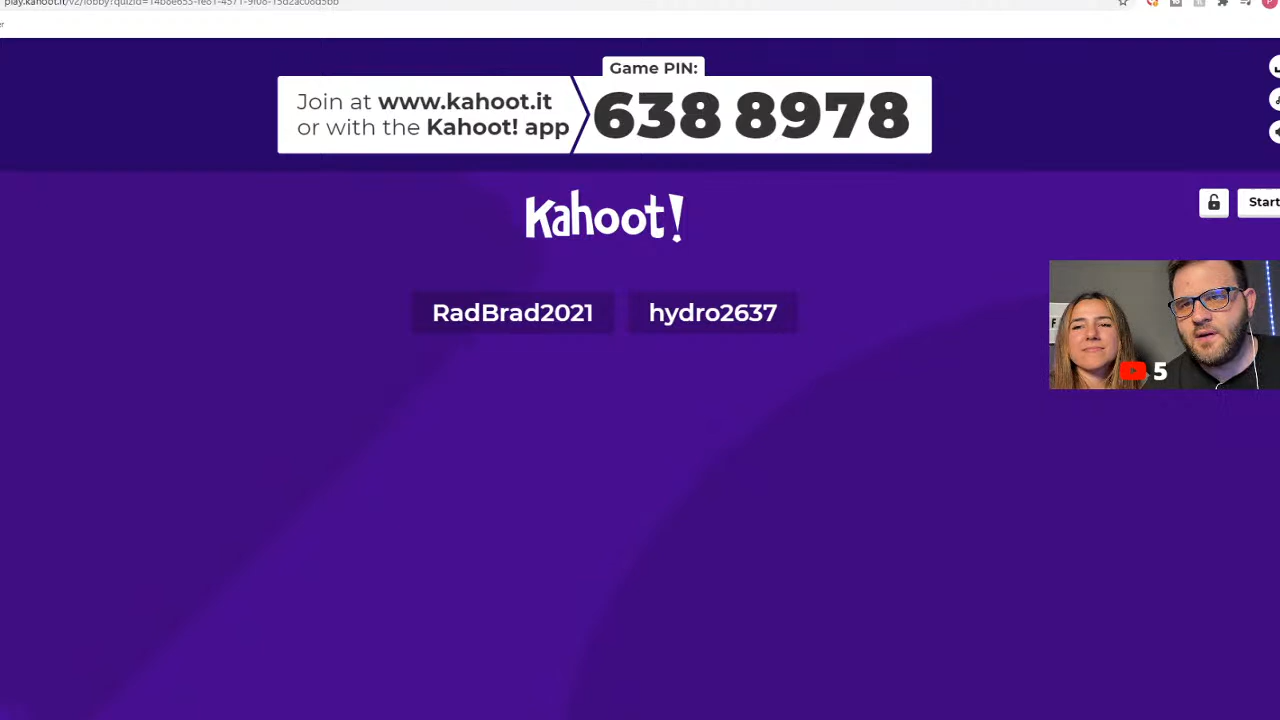 Game PIN:
Join at www.kahoot.it
or with the Kahoot! app
638 8978
Kahoot!
Start
RadBrad2021 hydro2637
5